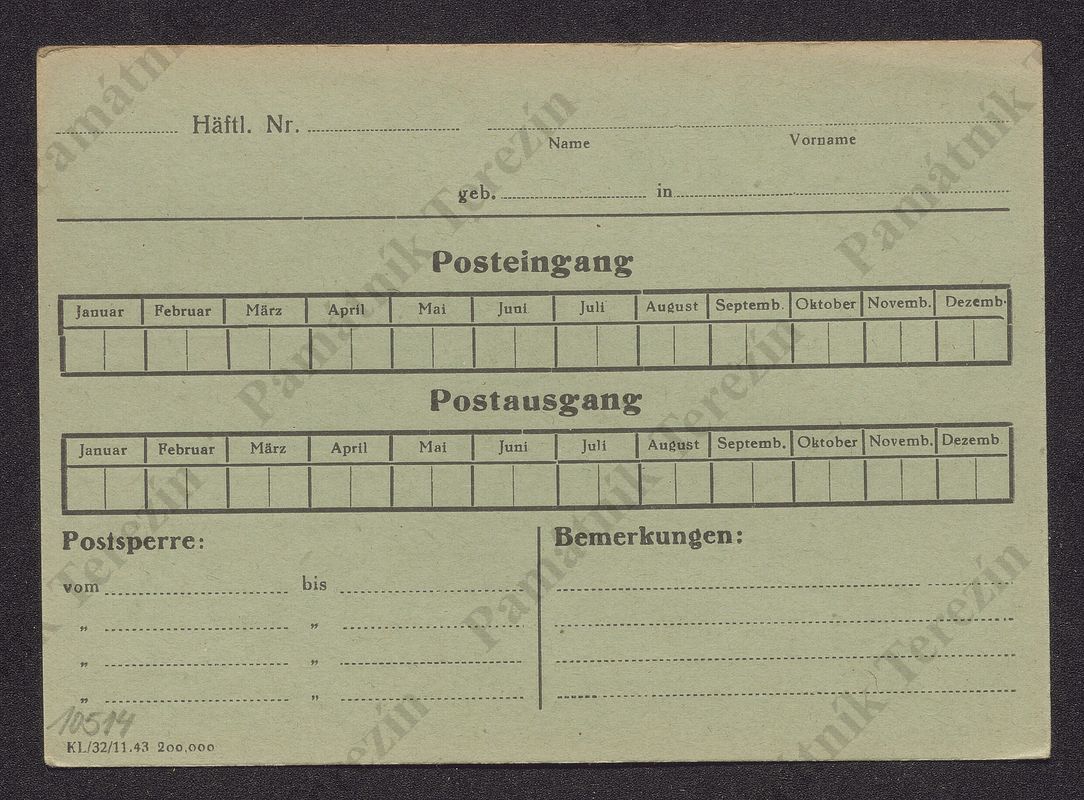 Häftl. Nr.
Name Vorname
geb. in
Posteingang
Januar Februar März April Mai Juni Juli August Septemb. Oktober Novemb. Dezemb.
Postausgang
Januar Februar März April Mai Juni Juli August Septemb. Oktober Novemb. Dezemb
Postsperre: Bemerkungen:
vom bis
„ „
„ „
„ „
10514
KL/32/11.43 200,000
Památník Terezín
Památník Terezín
Památník Terezín
Památník Terezín